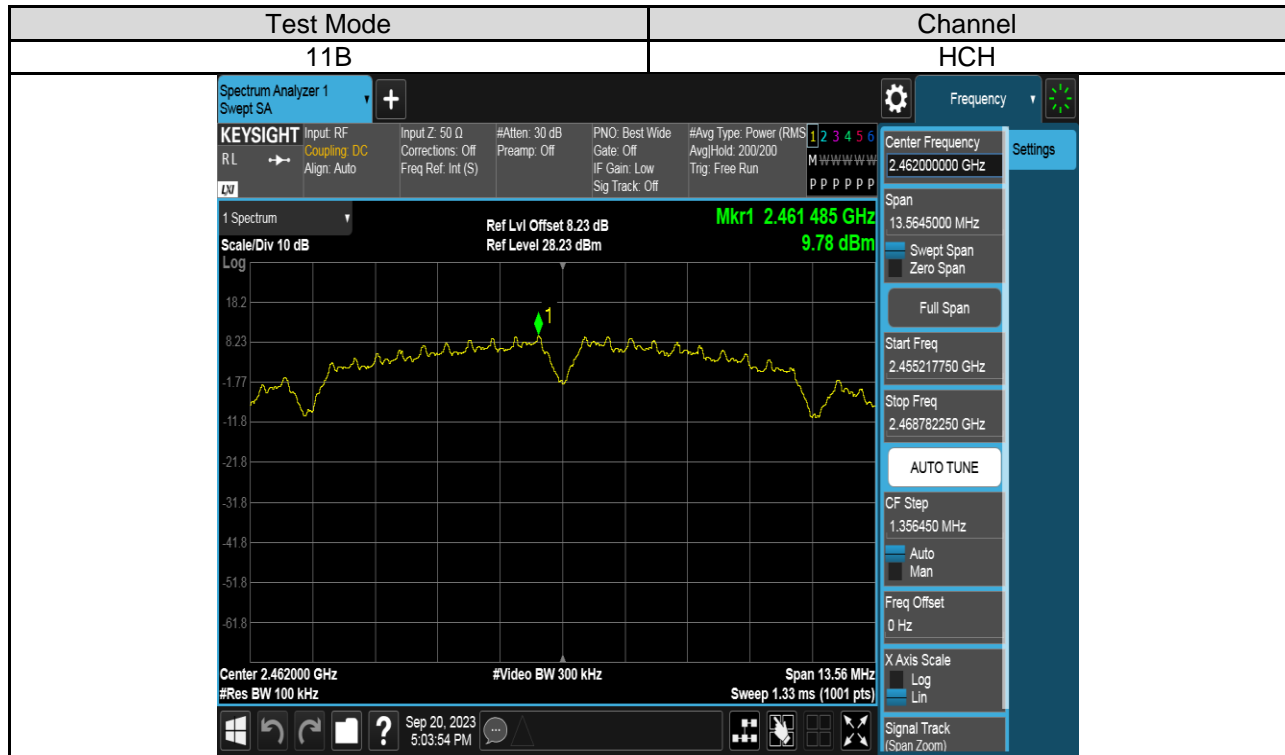 Test Mode
Channel
11B
HCH
Spectrum Analyzer 1
Swept SA
+
Frequency
KEYSIGHT
RL
LXI
Input: RF
Coupling: DC
Align: Auto
Input Z: 50 Ω
Corrections: Off
Freq Ref: Int (S)
#Atten: 30 dB
Preamp: Off
PNO: Best Wide
Gate: Off
IF Gain: Low
Sig Track: Off
#Avg Type: Power (RMS
Avg|Hold: 200/200
Trig: Free Run
1 2 3 4 5 6
M W W W W W
P P P P P P
1 Spectrum
Scale/Div 10 dB
Ref Lvl Offset 8.23 dB
Ref Level 28.23 dBm
Mkr1 2.461 485 GHz
9.78 dBm
Log
18.2
8.23
-1.77
-11.8
-21.8
-31.8
-41.8
-51.8
-61.8
1
Center 2.462000 GHz
#Video BW 300 kHz
Span 13.56 MHz
#Res BW 100 kHz
Sweep 1.33 ms (1001 pts)
Settings
Center Frequency
2.462000000 GHz
Span
13.5645000 MHz
Swept Span
Zero Span
Full Span
Start Freq
2.455217750 GHz
Stop Freq
2.468782250 GHz
AUTO TUNE
CF Step
1.356450 MHz
Auto
Man
Freq Offset
0 Hz
X Axis Scale
Log
Lin
Signal Track
(Span Zoom)
?
Sep 20, 2023
5:03:54 PM